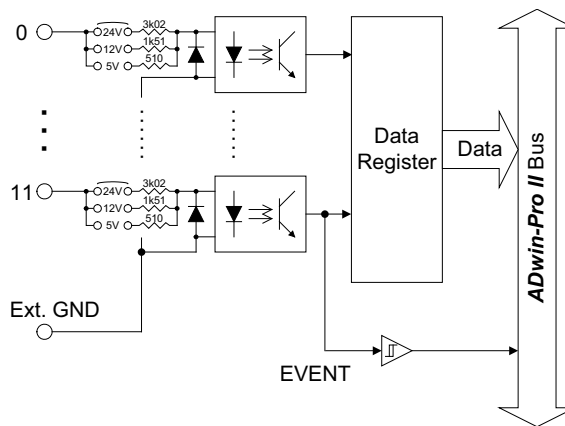 0
24V
3k02
12V
1k51
5V
510
11
24V
3k02
12V
1k51
5V
510
Data
Register
Data
ADwin-Pro II Bus
Ext. GND
EVENT